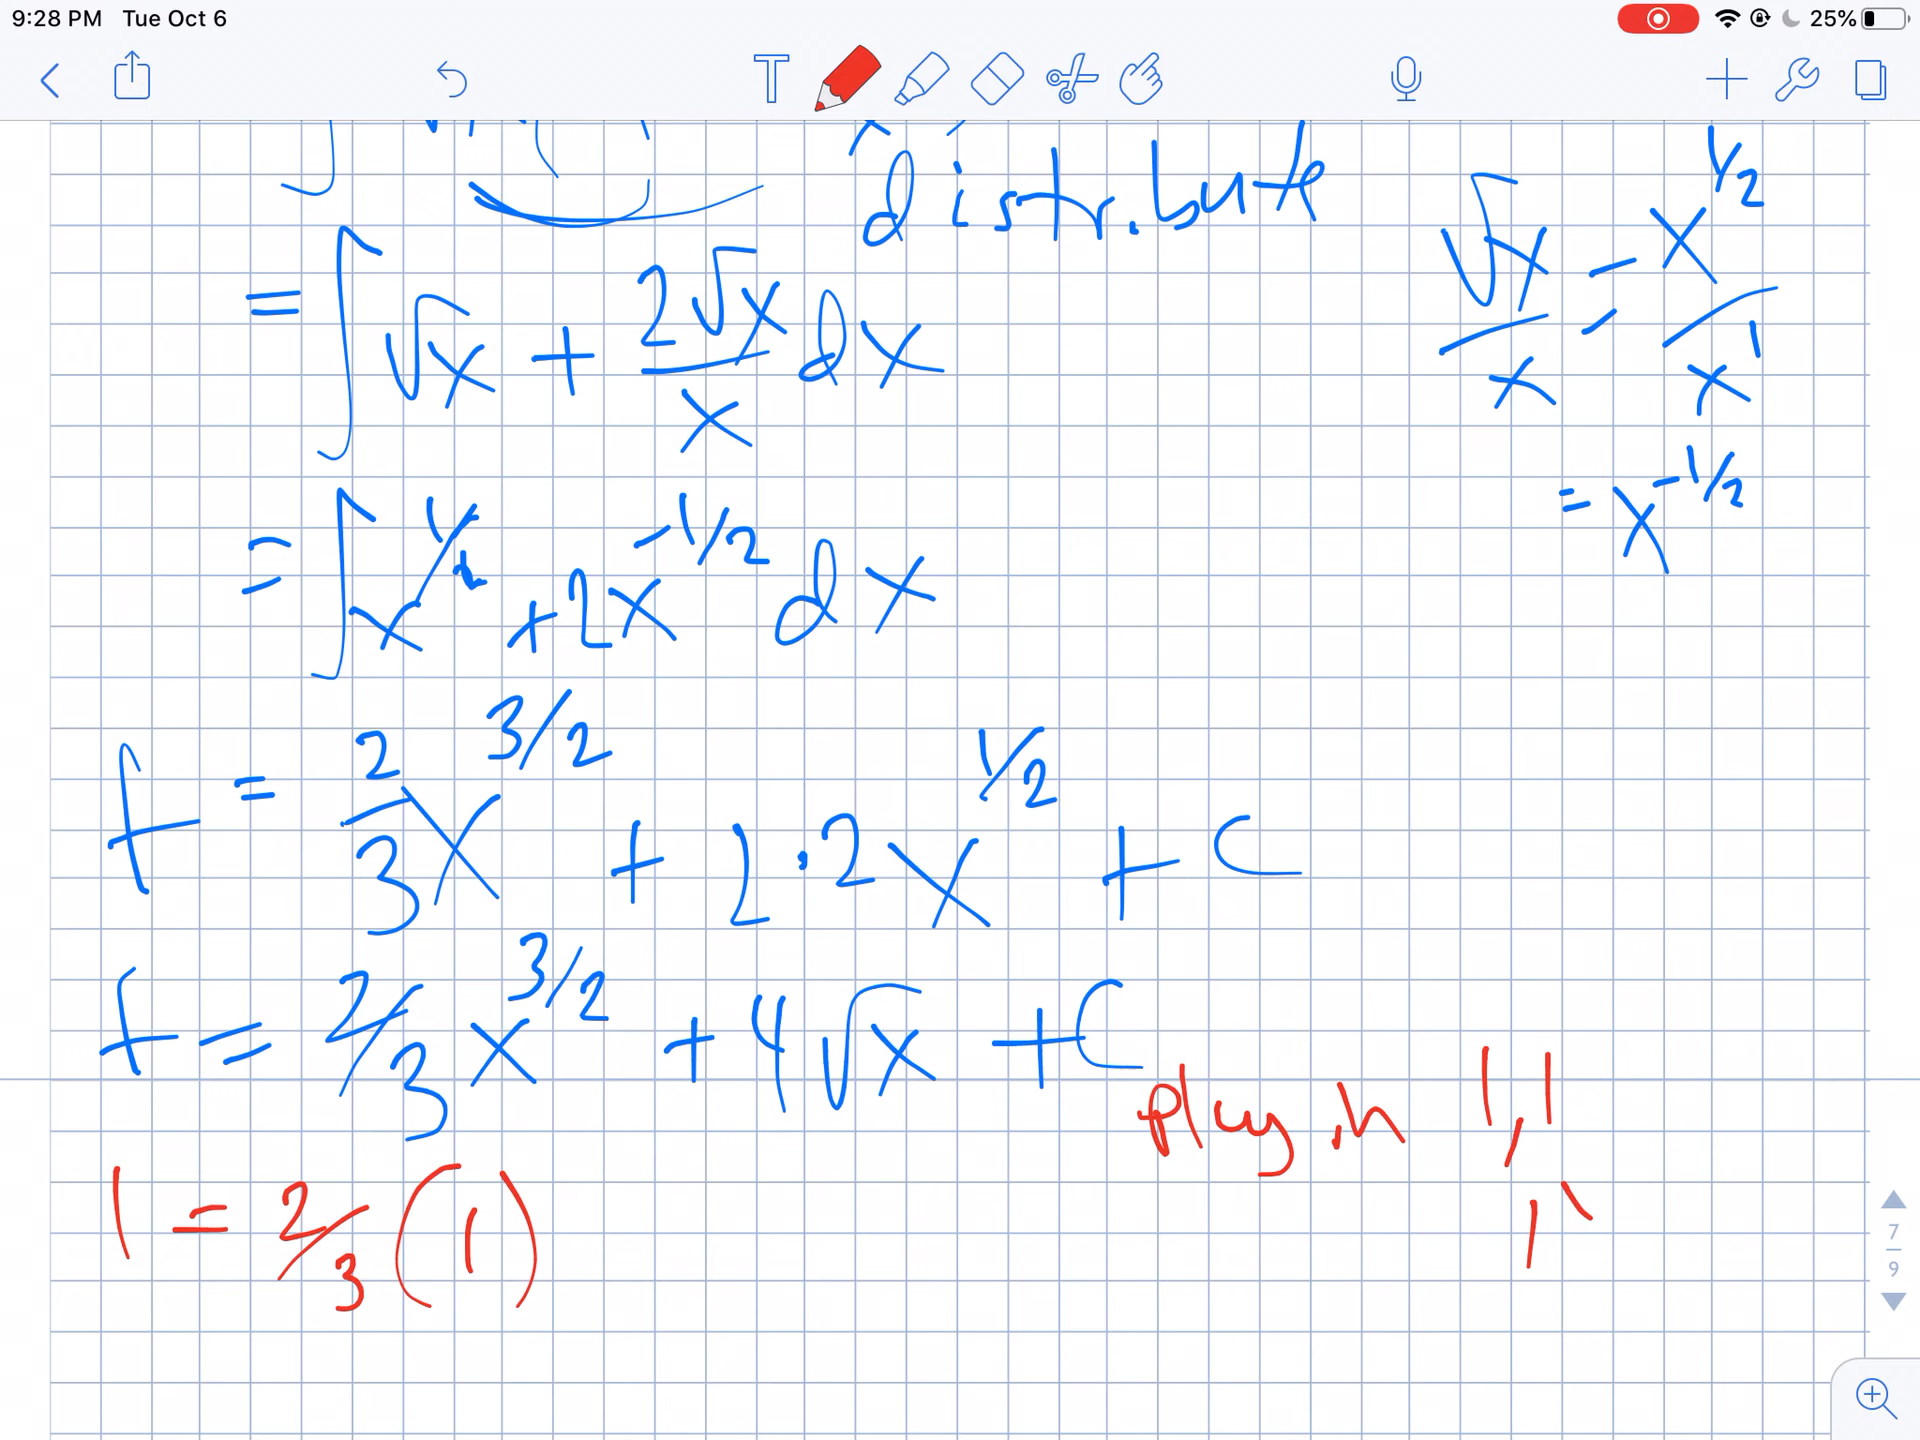 9:28 PM Tue Oct 6 25%
T
distribute
= ∫ √x + 2√x/x dx
√x/x = x^1/2 / x^1
= x^-1/2
= ∫ x^1/2 + 2x^-1/2 dx
f = 2/3 x^3/2 + 2·2x^1/2 + C
f = 2/3 x^3/2 + 4√x + C
plug in 1,1
1 = 2/3 (1)
7
9